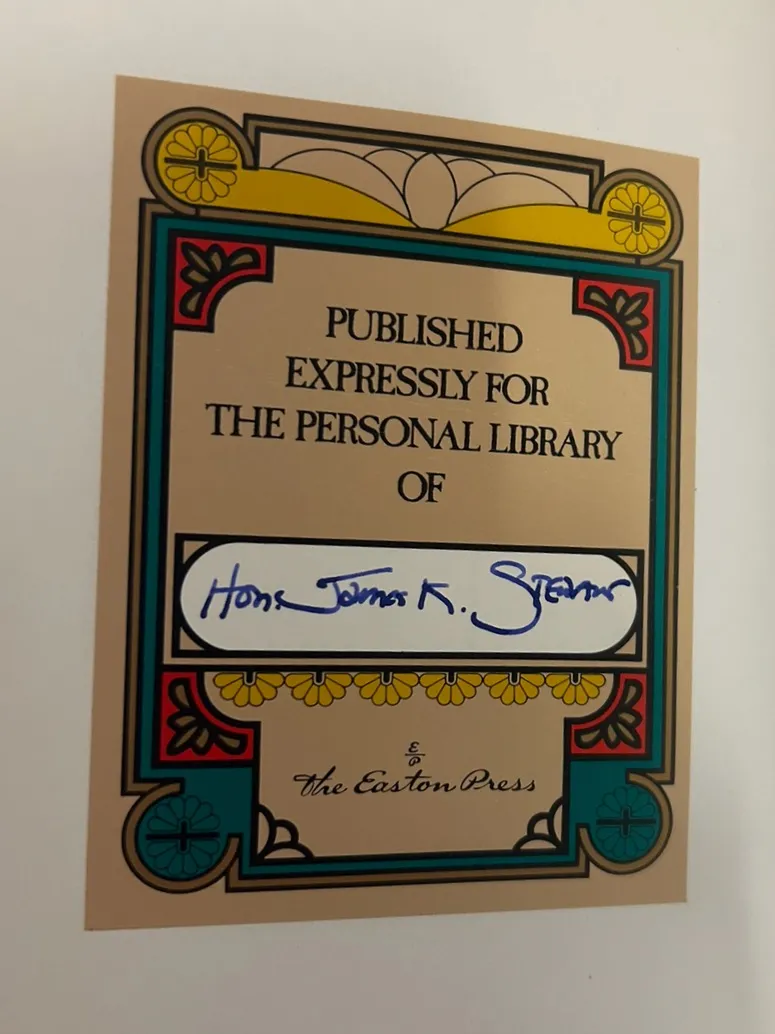 PUBLISHED
EXPRESSLY FOR
THE PERSONAL LIBRARY
OF
Hon. James K.
E
P
The Easton Press